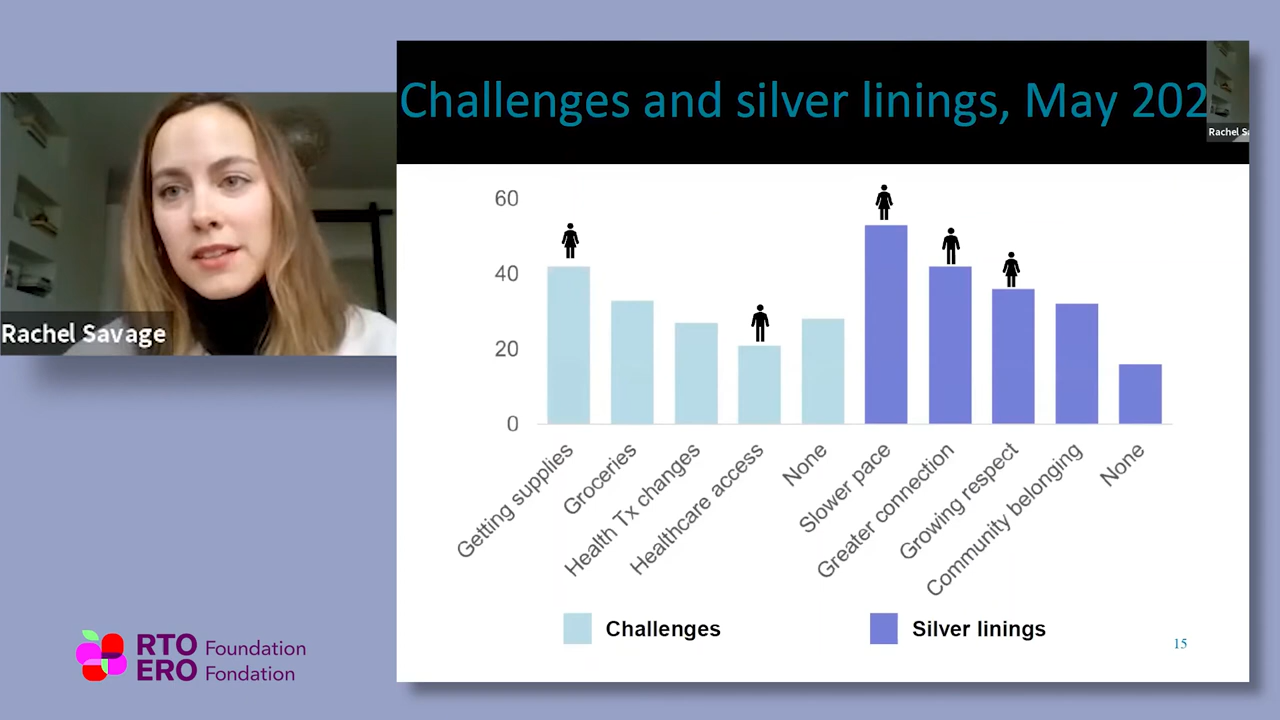 Challenges and silver linings, May 202
Rachel S
Rachel Savage
60
40
20
0
Getting supplies
Groceries
Health Tx changes
Healthcare access
None
Slower pace
Greater connection
Growing respect
Community belonging
None
Challenges
Silver linings
15
RTO Foundation
ERO Fondation